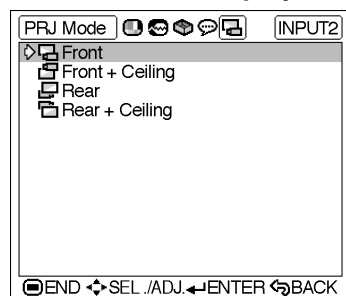 PRJ Mode INPUT2
Front
Front + Ceiling
Rear
Rear + Ceiling
END SEL./ADJ. ENTER BACK